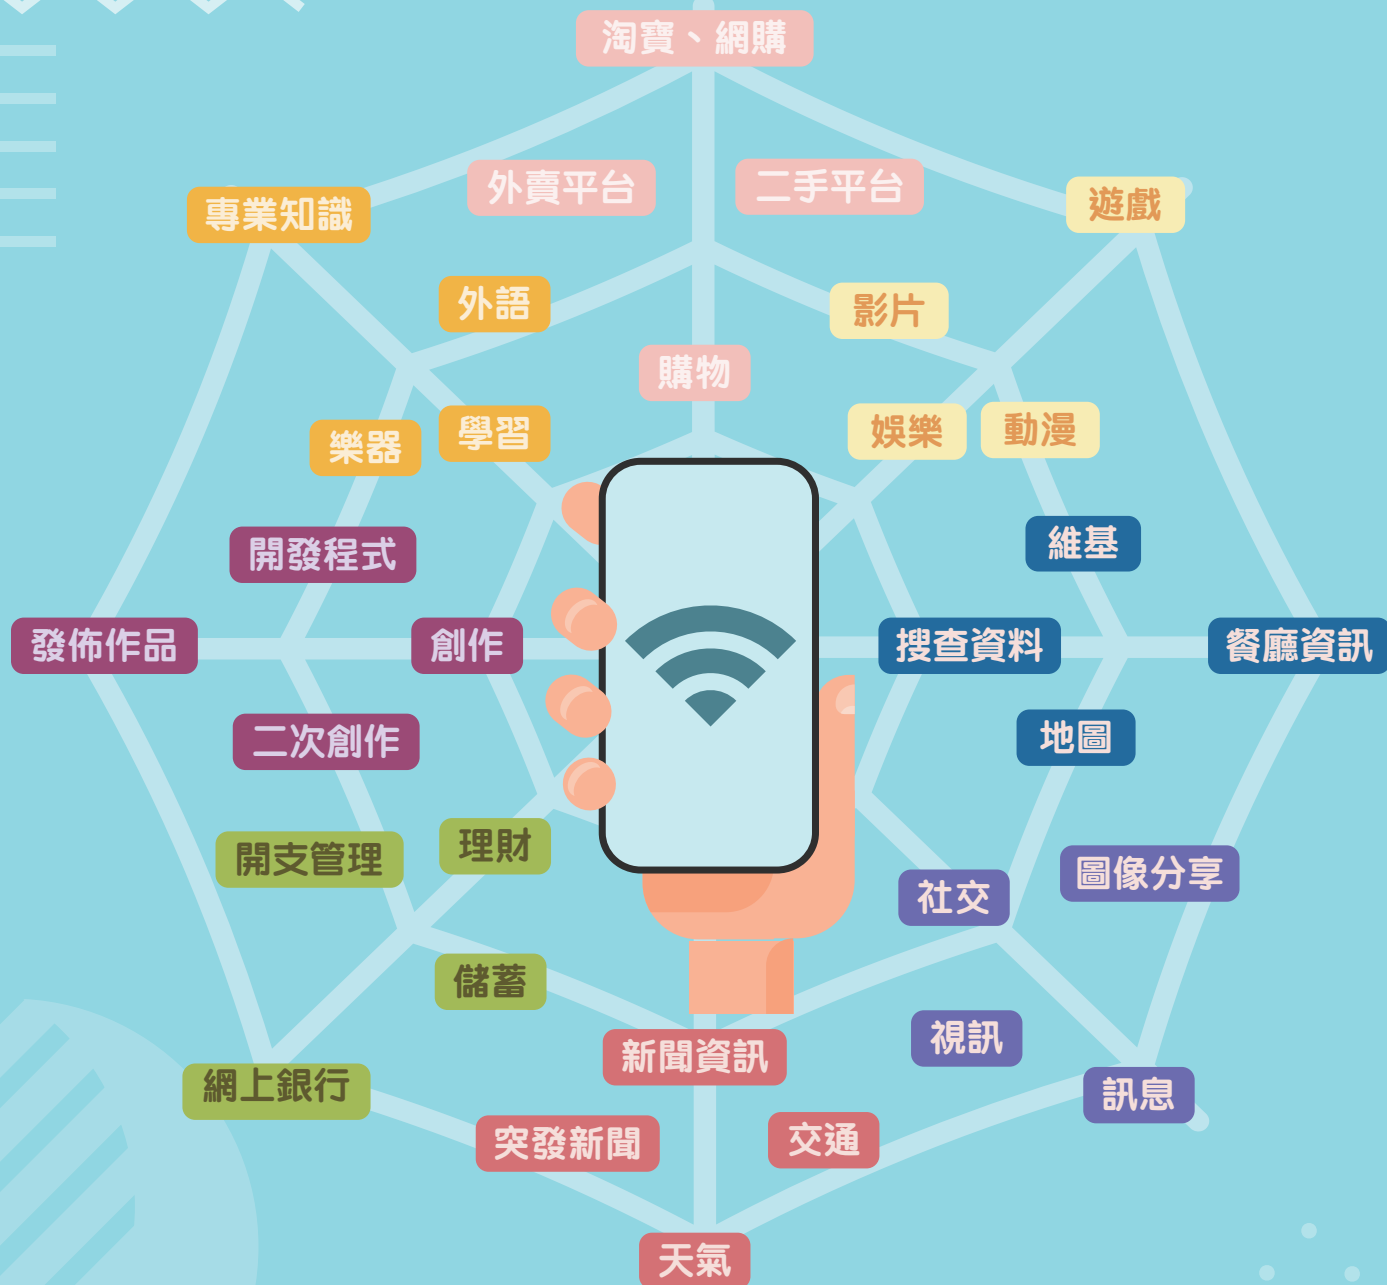 淘寶、網購
外賣平台
二手平台
專業知識
遊戲
外語
影片
購物
樂器
學習
娛樂
動漫
開發程式
維基
發佈作品
創作
搜查資料
餐廳資訊
二次創作
地圖
開支管理
理財
社交
圖像分享
儲蓄
視訊
新聞資訊
網上銀行
訊息
突發新聞
交通
天氣